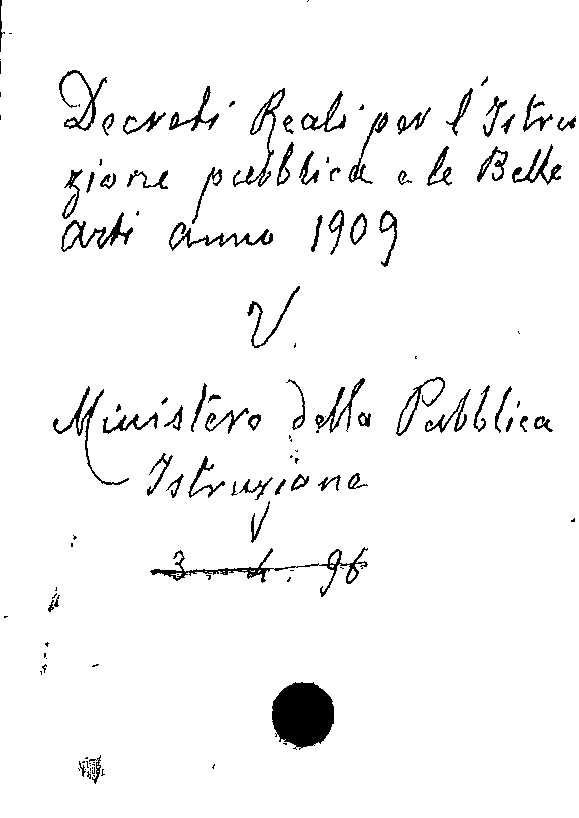 Decreti Reali per l'Istru
zione pubblica e le Belle
arti anno 1909
V.
Ministero della Pubblica
Istruzione
3. 4. 96